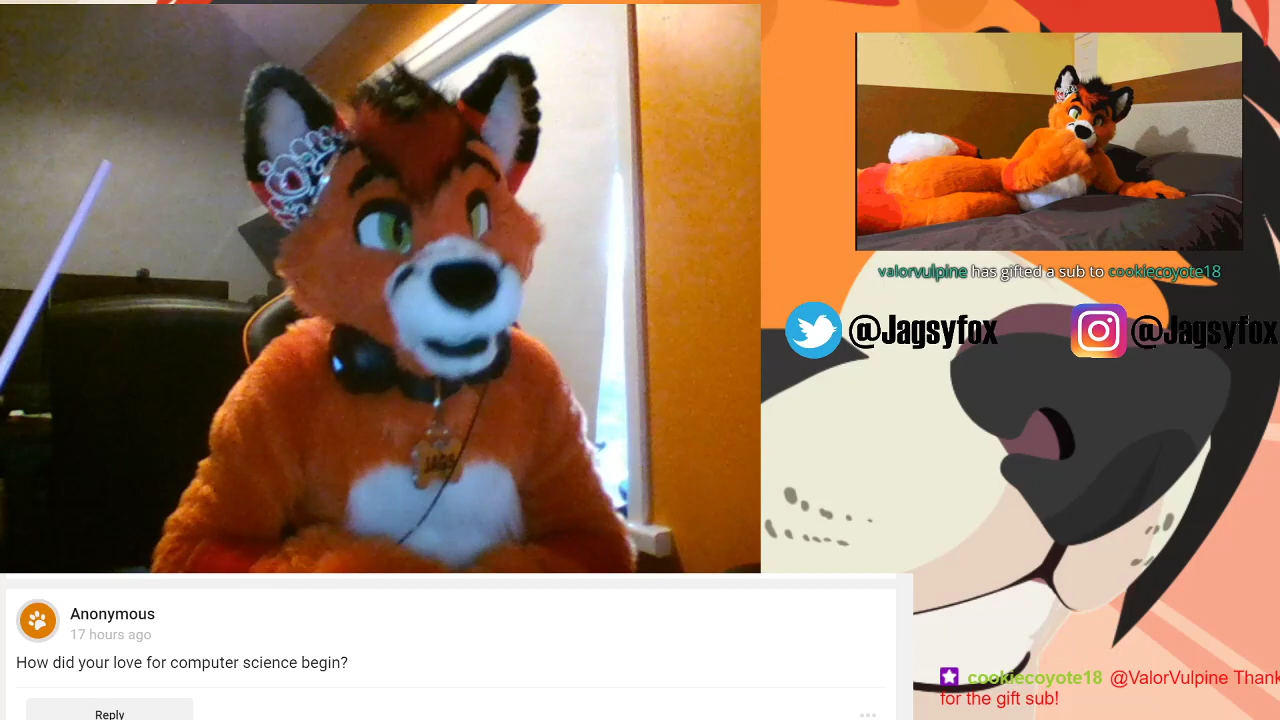 JAGS
valorvulpine has gifted a sub to cookiecoyote18
@Jagsyfox @Jagsyfox
Anonymous
17 hours ago
How did your love for computer science begin?
Reply
cookiecoyote18 @ValorVulpine Thank
for the gift sub!